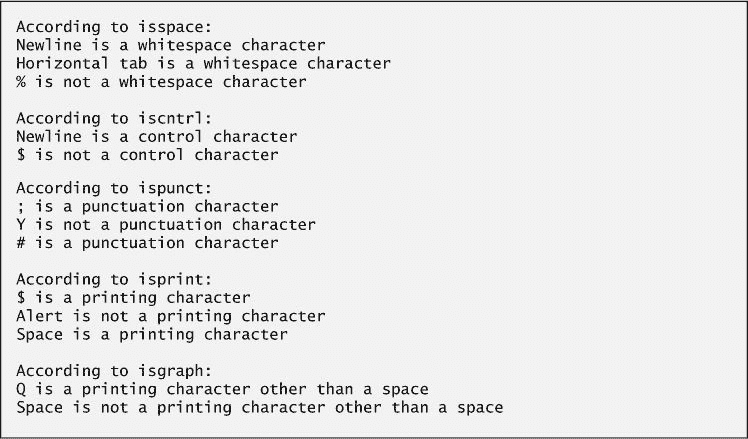 According to isspace:
Newline is a whitespace character
Horizontal tab is a whitespace character
% is not a whitespace character
According to iscntrl:
Newline is a control character
$ is not a control character
According to ispunct:
; is a punctuation character
Y is not a punctuation character
# is a punctuation character
According to isprint:
$ is a printing character
Alert is not a printing character
Space is a printing character
According to isgraph:
Q is a printing character other than a space
Space is not a printing character other than a space